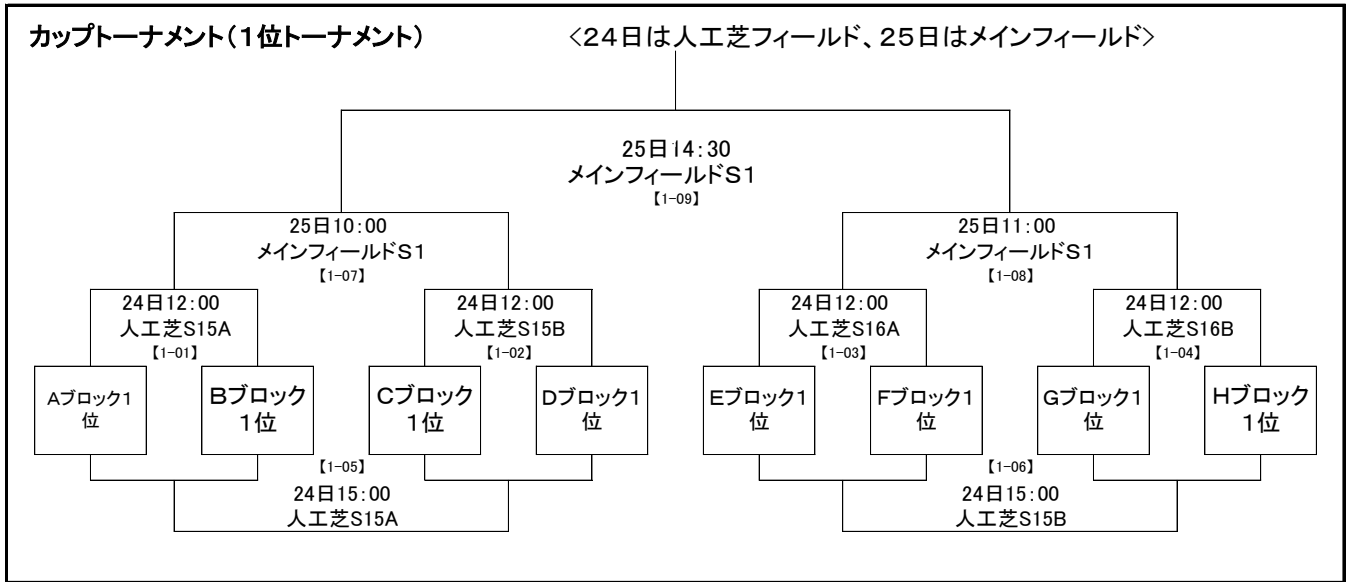 カップトーナメント(1位トーナメント)
<24日は人工芝フィールド、25日はメインフィールド>
25日14:30
メインフィールドS1
【1-09】
25日10:00
メインフィールドS1
【1-07】
25日11:00
メインフィールドS1
【1-08】
24日12:00
人工芝S15A
【1-01】
24日12:00
人工芝S15B
【1-02】
24日12:00
人工芝S16A
【1-03】
24日12:00
人工芝S16B
【1-04】
Aブロック1
位
Bブロック
1位
Cブロック
1位
Dブロック1
位
Eブロック1
位
Fブロック1
位
Gブロック1
位
Hブロック
1位
【1-05】
24日15:00
人工芝S15A
【1-06】
24日15:00
人工芝S15B